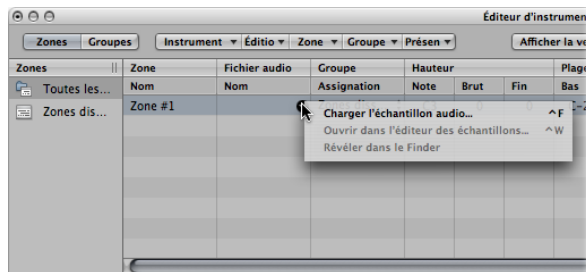 Éditeur d'instrumen
Zones Groupes Instrument Éditio Zone Groupe Présen Afficher la ve
Zones Zone Fichier audio Groupe Hauteur Plage
Toutes les... Nom Nom Assignation Note Brut Fin Bas
Zones dis... Zone #1
Charger l'échantillon audio... ^F
Ouvrir dans l'éditeur des échantillons... ^W
Révéler dans le Finder